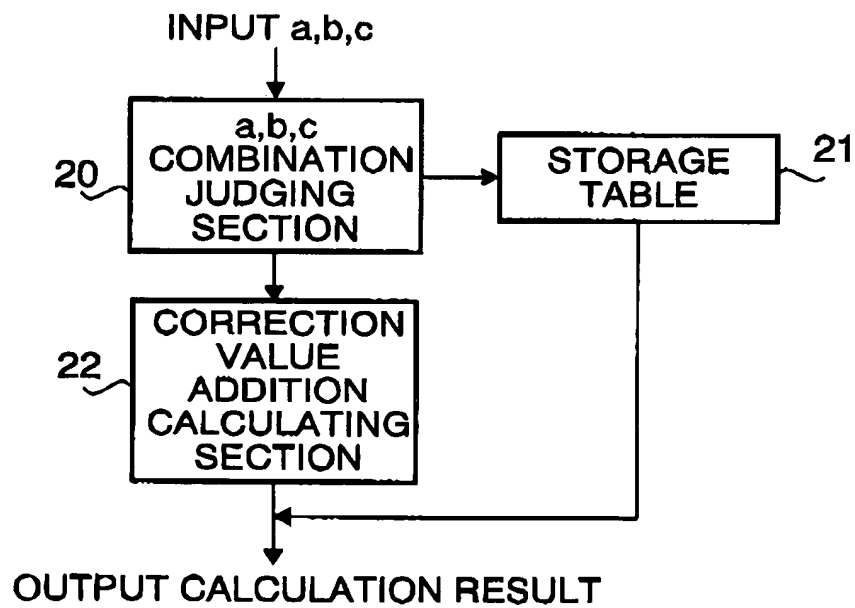 INPUT a,b,c
a,b,c
COMBINATION
JUDGING
SECTION
20
STORAGE
TABLE
21
CORRECTION
VALUE
ADDITION
CALCULATING
SECTION
22
OUTPUT CALCULATION RESULT